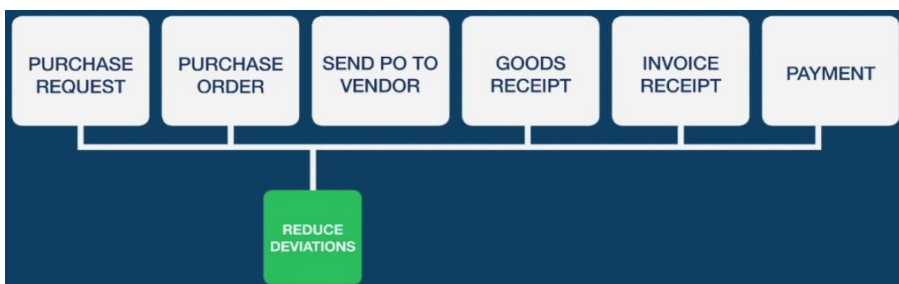 PURCHASE
REQUEST
PURCHASE
ORDER
SEND PO TO
VENDOR
GOODS
RECEIPT
INVOICE
RECEIPT
PAYMENT
REDUCE
DEVIATIONS